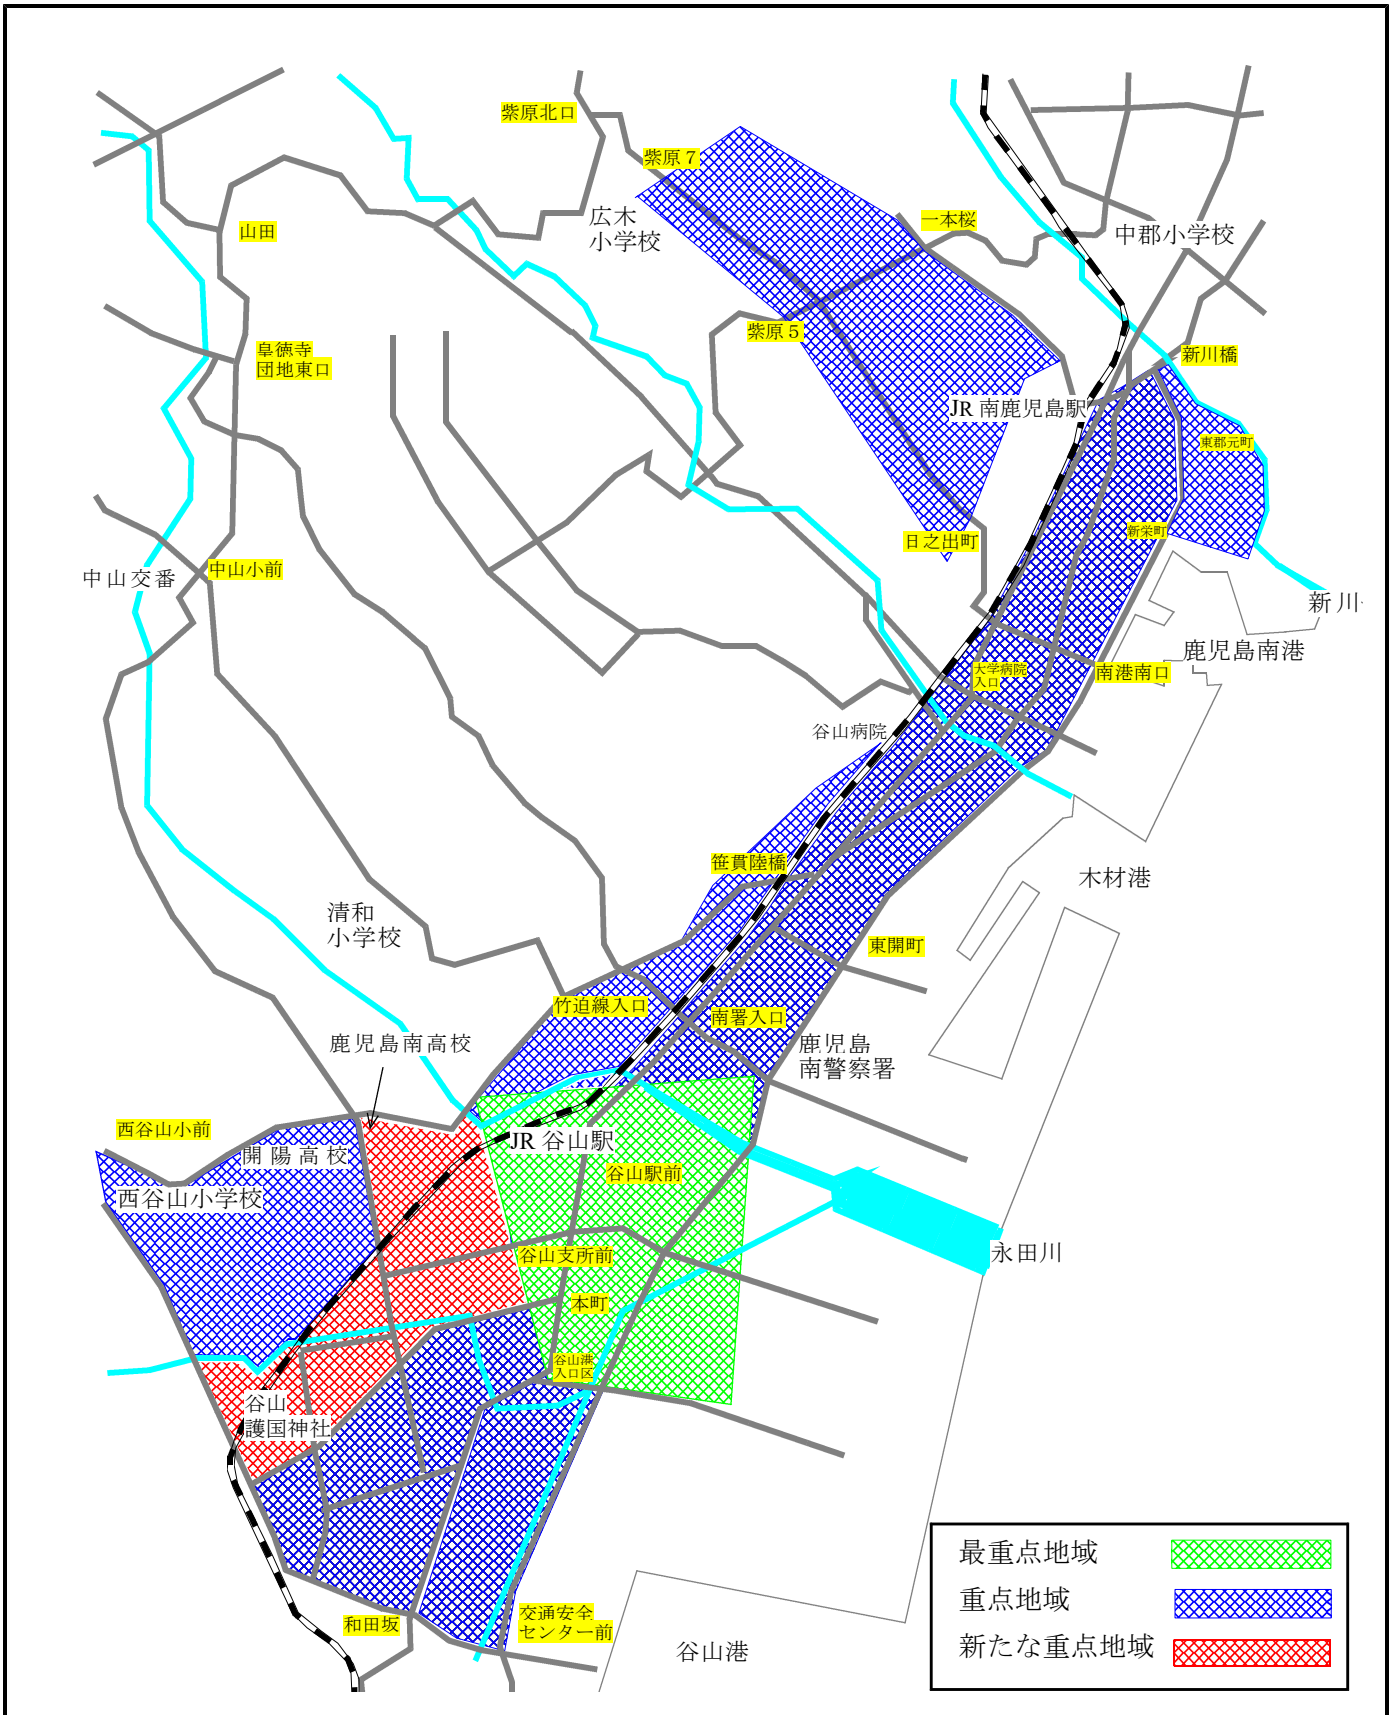 紫原北口
紫原７
広木
小学校
一本桜
中郡小学校
山田
紫原５
皇徳寺
団地東口
新川橋
JR 南鹿児島駅
東郡元町
新栄町
日之出町
中山交番
中山小前
新川
鹿児島南港
大学病院
入口
南港南口
谷山病院
笹貫陸橋
木材港
清和
小学校
東開町
竹迫線入口
南署入口
鹿児島南高校
鹿児島
南警察署
西谷山小前
開陽高校
JR 谷山駅
谷山駅前
西谷山小学校
谷山支所前
永田川
本町
谷山港
入口区
谷山
護国神社
和田坂
交通安全
センター前
谷山港
最重点地域
重点地域
新たな重点地域